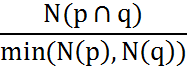 N(p ∩ q)
min(N(p), N(q))